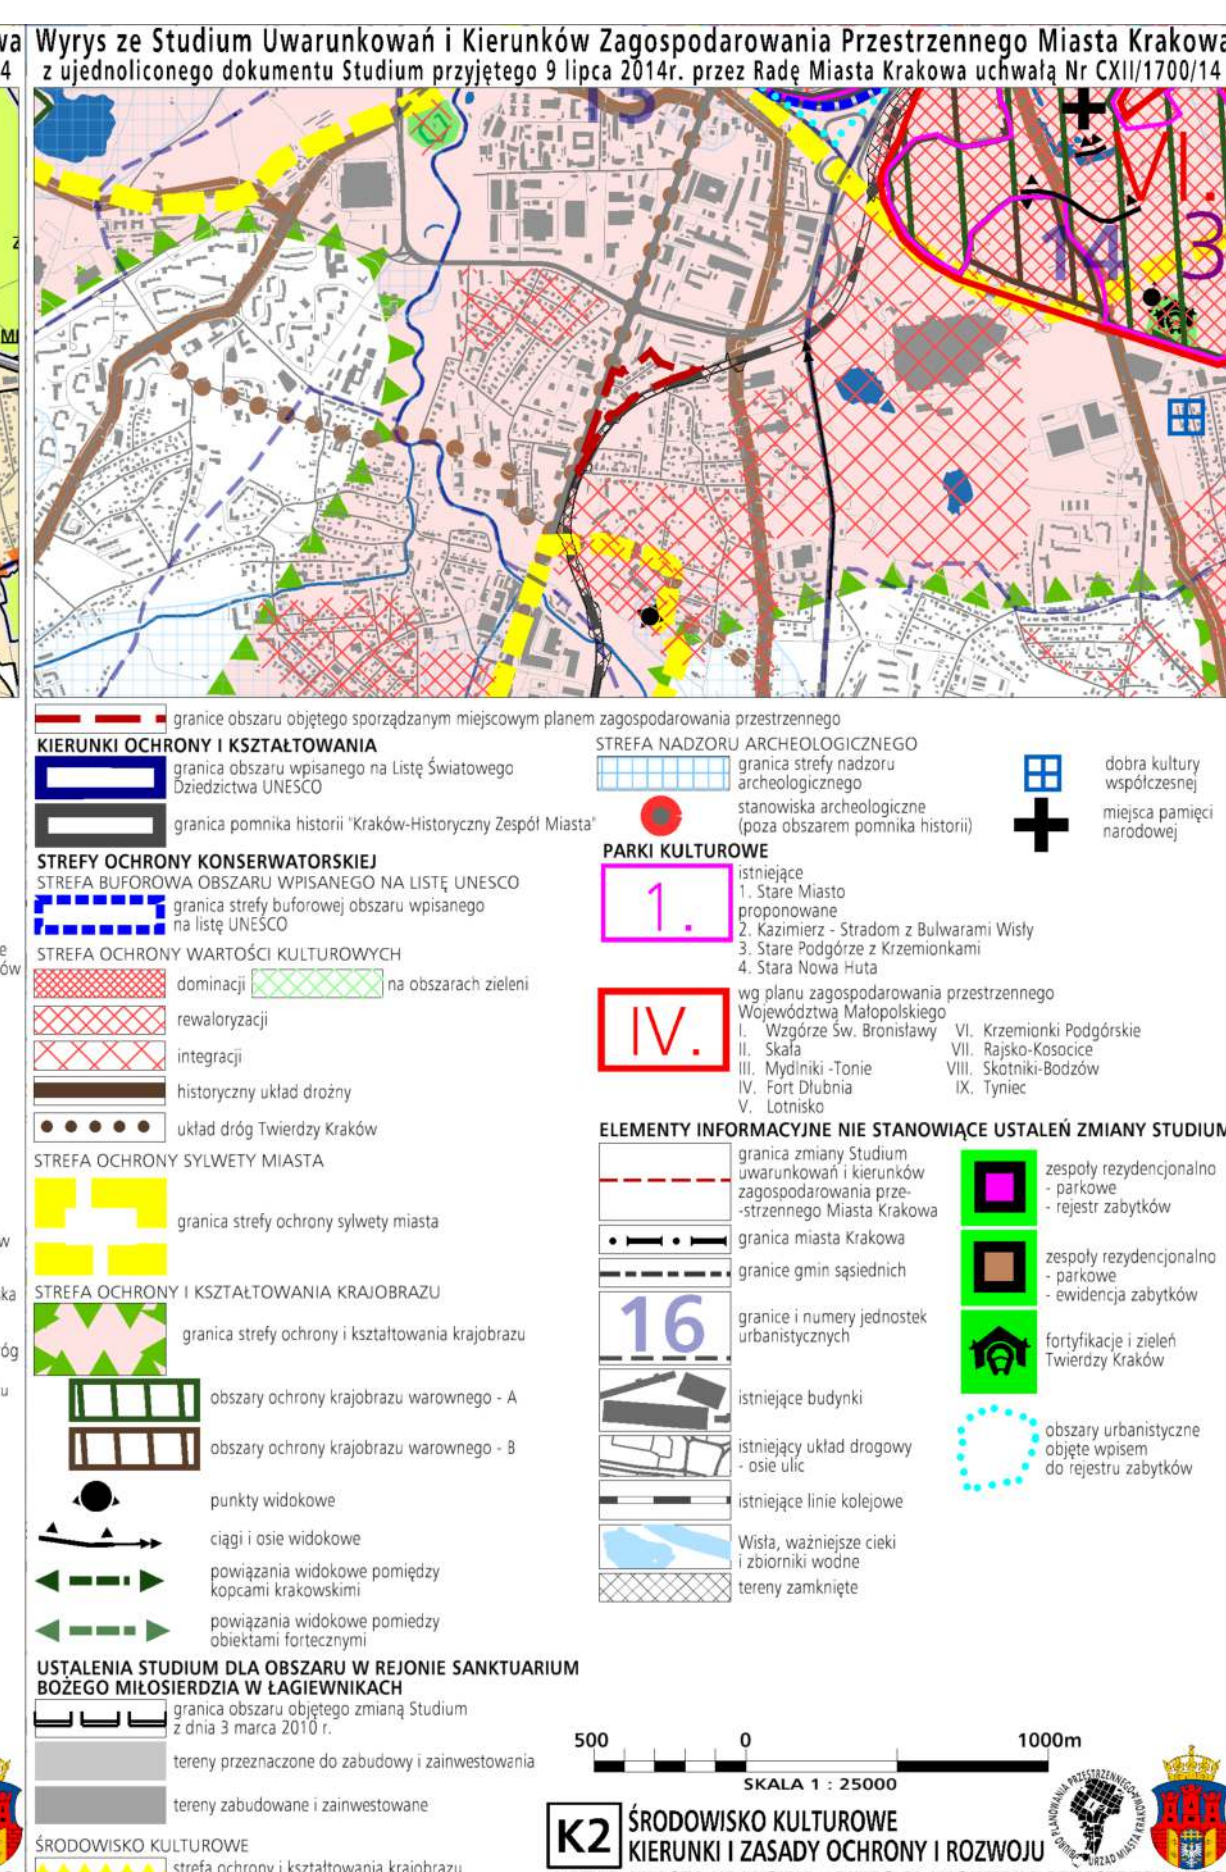 wa
4
Wyrys ze Studium Uwarunkowań i Kierunków Zagospodarowania Przestrzennego Miasta Krakowa
z ujednoliconego dokumentu Studium przyjętego 9 lipca 2014r. przez Radę Miasta Krakowa uchwałą Nr CXII/1700/14
VI.
14
3
granice obszaru objętego sporządzanym miejscowym planem zagospodarowania przestrzennego
KIERUNKI OCHRONY I KSZTAŁTOWANIA
granica obszaru wpisanego na Listę Światowego
Dziedzictwa UNESCO
granica pomnika historii "Kraków-Historyczny Zespół Miasta"
STREFY OCHRONY KONSERWATORSKIEJ
STREFA BUFOROWA OBSZARU WPISANEGO NA LISTĘ UNESCO
granica strefy buforowej obszaru wpisanego
na listę UNESCO
STREFA OCHRONY WARTOŚCI KULTUROWYCH
dominacji
na obszarach zieleni
rewaloryzacji
integracji
historyczny układ drożny
układ dróg Twierdzy Kraków
STREFA OCHRONY SYLWETY MIASTA
granica strefy ochrony sylwety miasta
STREFA OCHRONY I KSZTAŁTOWANIA KRAJOBRAZU
granica strefy ochrony i kształtowania krajobrazu
obszary ochrony krajobrazu warownego - A
obszary ochrony krajobrazu warownego - B
punkty widokowe
ciągi i osie widokowe
powiązania widokowe pomiędzy
kopcami krakowskimi
powiązania widokowe pomiedzy
obiektami fortecznymi
USTALENIA STUDIUM DLA OBSZARU W REJONIE SANKTUARIUM
BOŻEGO MIŁOSIERDZIA W ŁAGIEWNIKACH
granica obszaru objętego zmianą Studium
z dnia 3 marca 2010 r.
tereny przeznaczone do zabudowy i zainwestowania
tereny zabudowane i zainwestowane
ŚRODOWISKO KULTUROWE
strefa ochrony i kształtowania krajobrazu
STREFA NADZORU ARCHEOLOGICZNEGO
granica strefy nadzoru
archeologicznego
stanowiska archeologiczne
(poza obszarem pomnika historii)
dobra kultury
współczesnej
miejsca pamięci
narodowej
PARKI KULTUROWE
1.
istniejące
1. Stare Miasto
proponowane
2. Kazimierz - Stradom z Bulwarami Wisły
3. Stare Podgórze z Krzemionkami
4. Stara Nowa Huta
IV.
wg planu zagospodarowania przestrzennego
Województwa Małopolskiego
I. Wzgórze Św. Bronisławy
II. Skała
III. Mydlniki -Tonie
IV. Fort Dłubnia
V. Lotnisko
VI. Krzemionki Podgórskie
VII. Rajsko-Kosocice
VIII. Skotniki-Bodzów
IX. Tyniec
ELEMENTY INFORMACYJNE NIE STANOWIĄCE USTALEŃ ZMIANY STUDIUM
granica zmiany Studium
uwarunkowań i kierunków
zagospodarowania prze-
-strzennego Miasta Krakowa
granica miasta Krakowa
granice gmin sąsiednich
16
granice i numery jednostek
urbanistycznych
istniejące budynki
istniejący układ drogowy
- osie ulic
istniejące linie kolejowe
Wisła, ważniejsze cieki
i zbiorniki wodne
tereny zamknięte
zespoły rezydencjonalno
- parkowe
- rejestr zabytków
zespoły rezydencjonalno
- parkowe
- ewidencja zabytków
fortyfikacje i zieleń
Twierdzy Kraków
obszary urbanistyczne
objęte wpisem
do rejestru zabytków
500 0 1000m
SKALA 1 : 25000
K2
ŚRODOWISKO KULTUROWE
KIERUNKI I ZASADY OCHRONY I ROZWOJU
BIURO PLANOWANIA PRZESTRZENNEGO
URZĄD MIASTA KRAKOWA